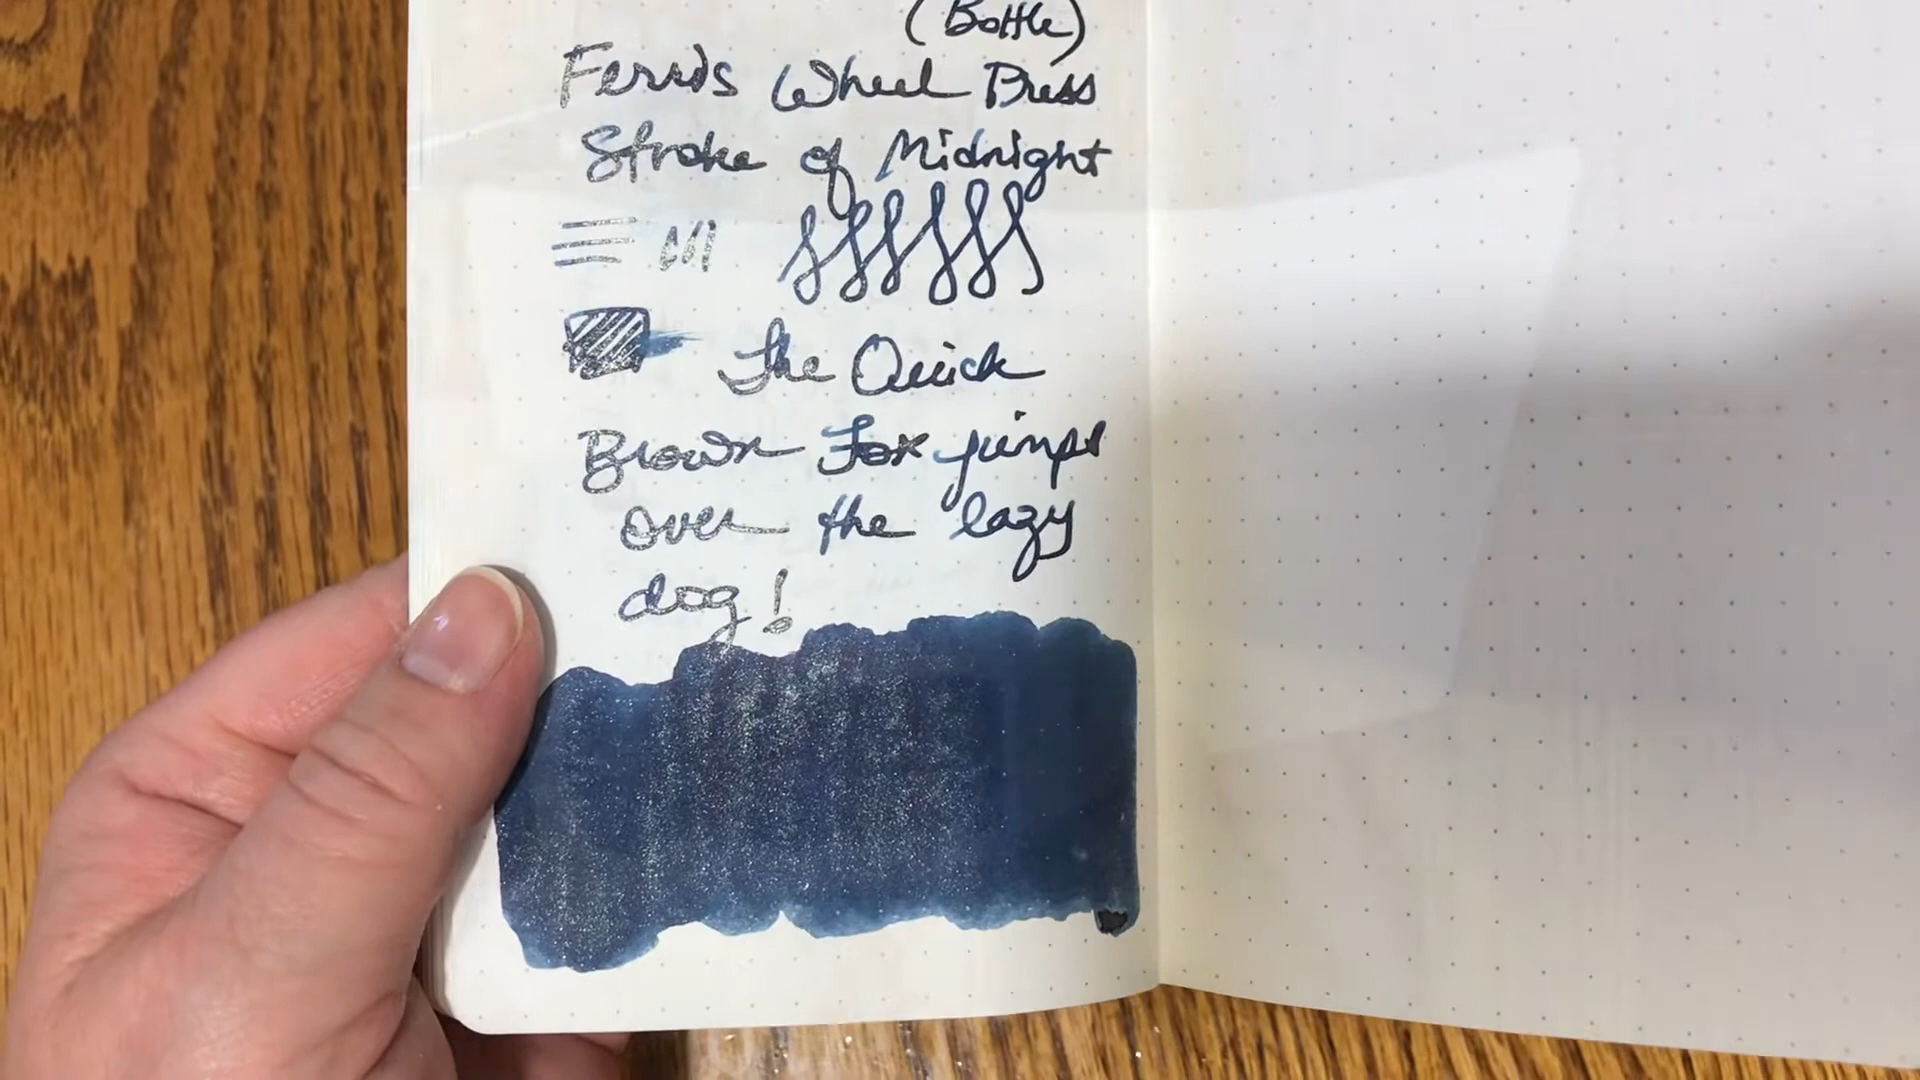 (Bottle)
Ferris Wheel Press
Stroke of Midnight
The Quick
Brown Fox jumps
over the lazy
dog!